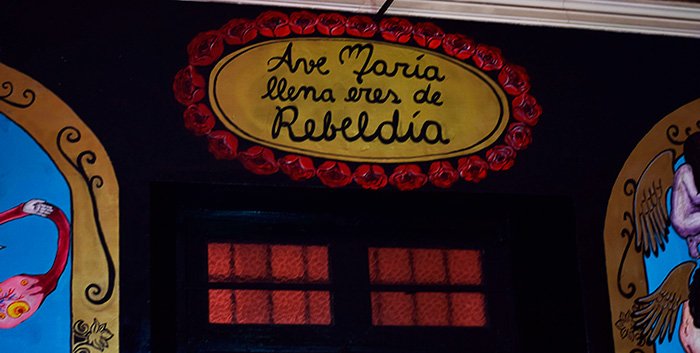 Ave María
llena eres de
Rebeldía